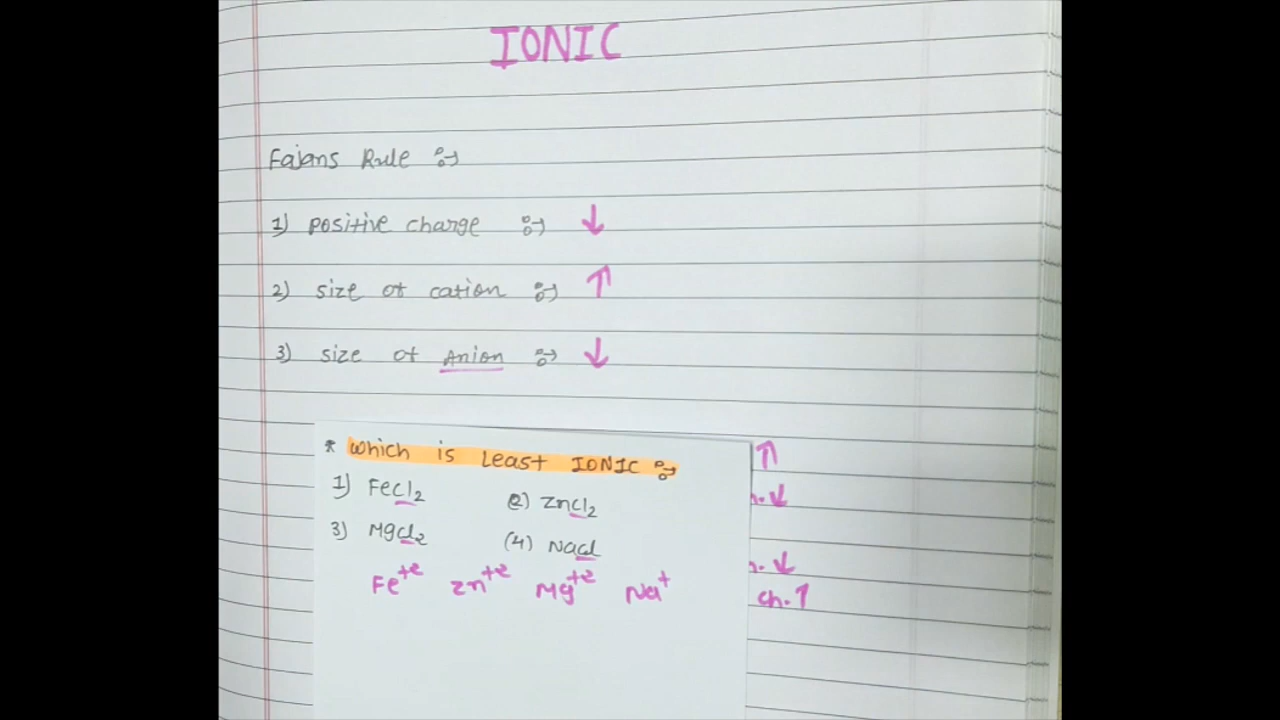 IONIC
Fajans Rule :→
1) positive charge :→ ↓
2) size of cation :→ ↑
3) size of Anion :→ ↓
* which is Least IONIC :→ ↑
1) FeCl2 (2) ZnCl2 ↓
3) MgCl2 (4) NaCl ↓
Fe+2 Zn+2 Mg+2 Na+ ch. ↑